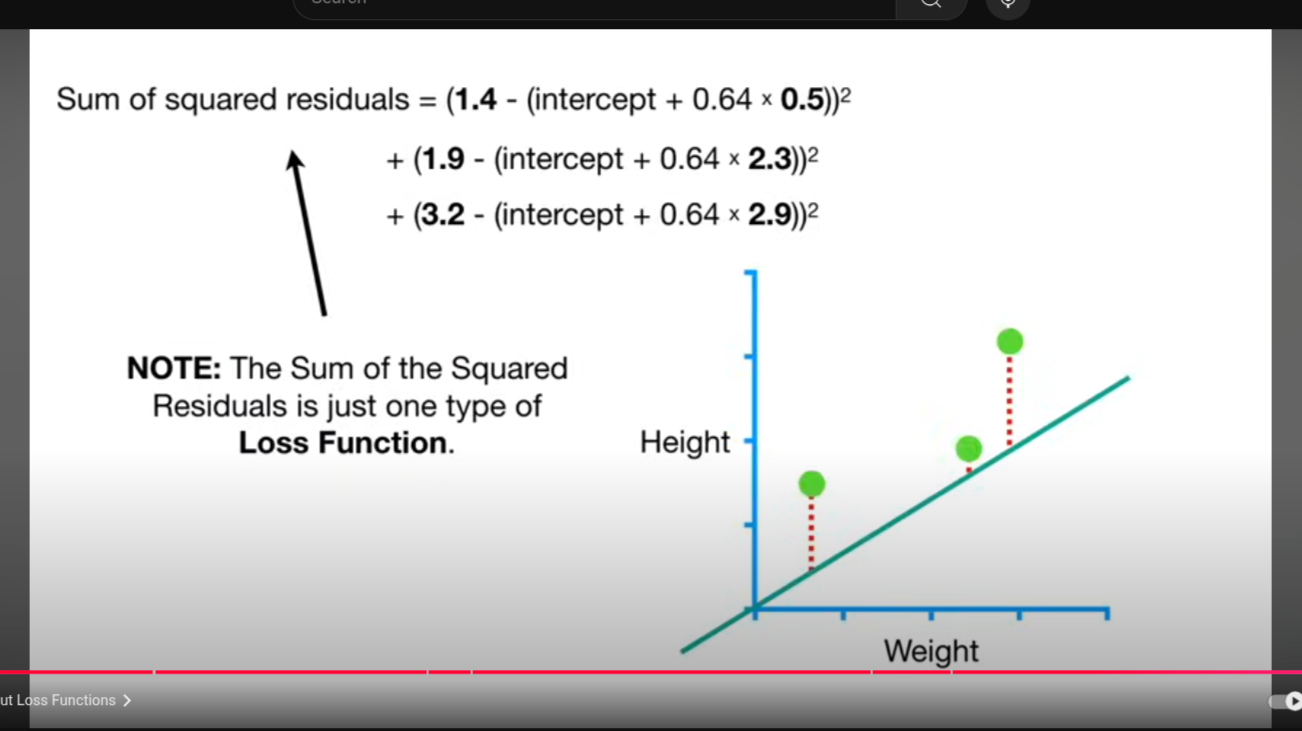 Search
Sum of squared residuals = (1.4 - (intercept + 0.64 × 0.5))²
+ (1.9 - (intercept + 0.64 × 2.3))²
+ (3.2 - (intercept + 0.64 × 2.9))²
NOTE: The Sum of the Squared
Residuals is just one type of
Loss Function.
Height
Weight
ut Loss Functions